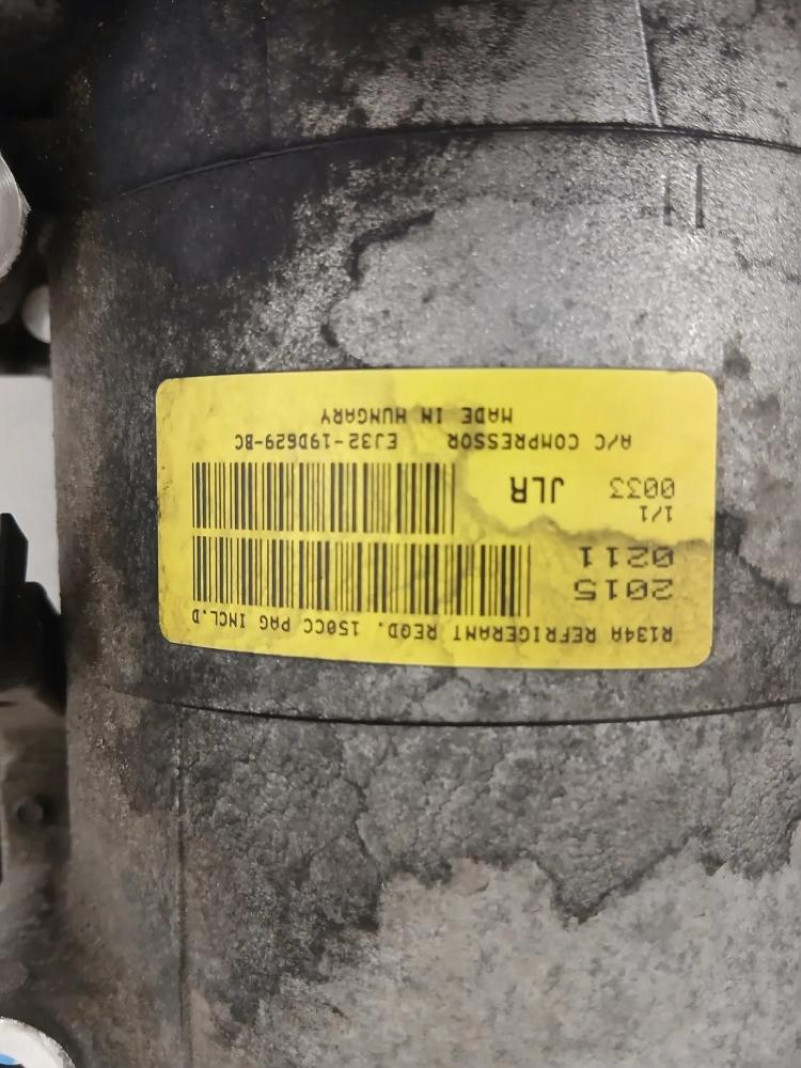 R134A REFRIGERANT REQD. 150CC PAG INCL.D
2015
0211
1/1
0033 JLR
A/C COMPRESSOR EJ32-19D629-BC
MADE IN HUNGARY